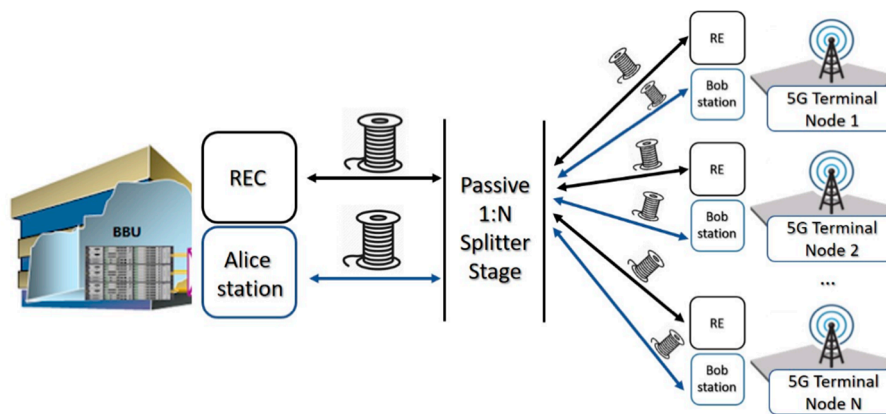 BBU
REC
Alice
station
Passive
1:N
Splitter
Stage
RE
Bob
station
5G Terminal
Node 1
RE
Bob
station
5G Terminal
Node 2
...
RE
Bob
station
5G Terminal
Node N